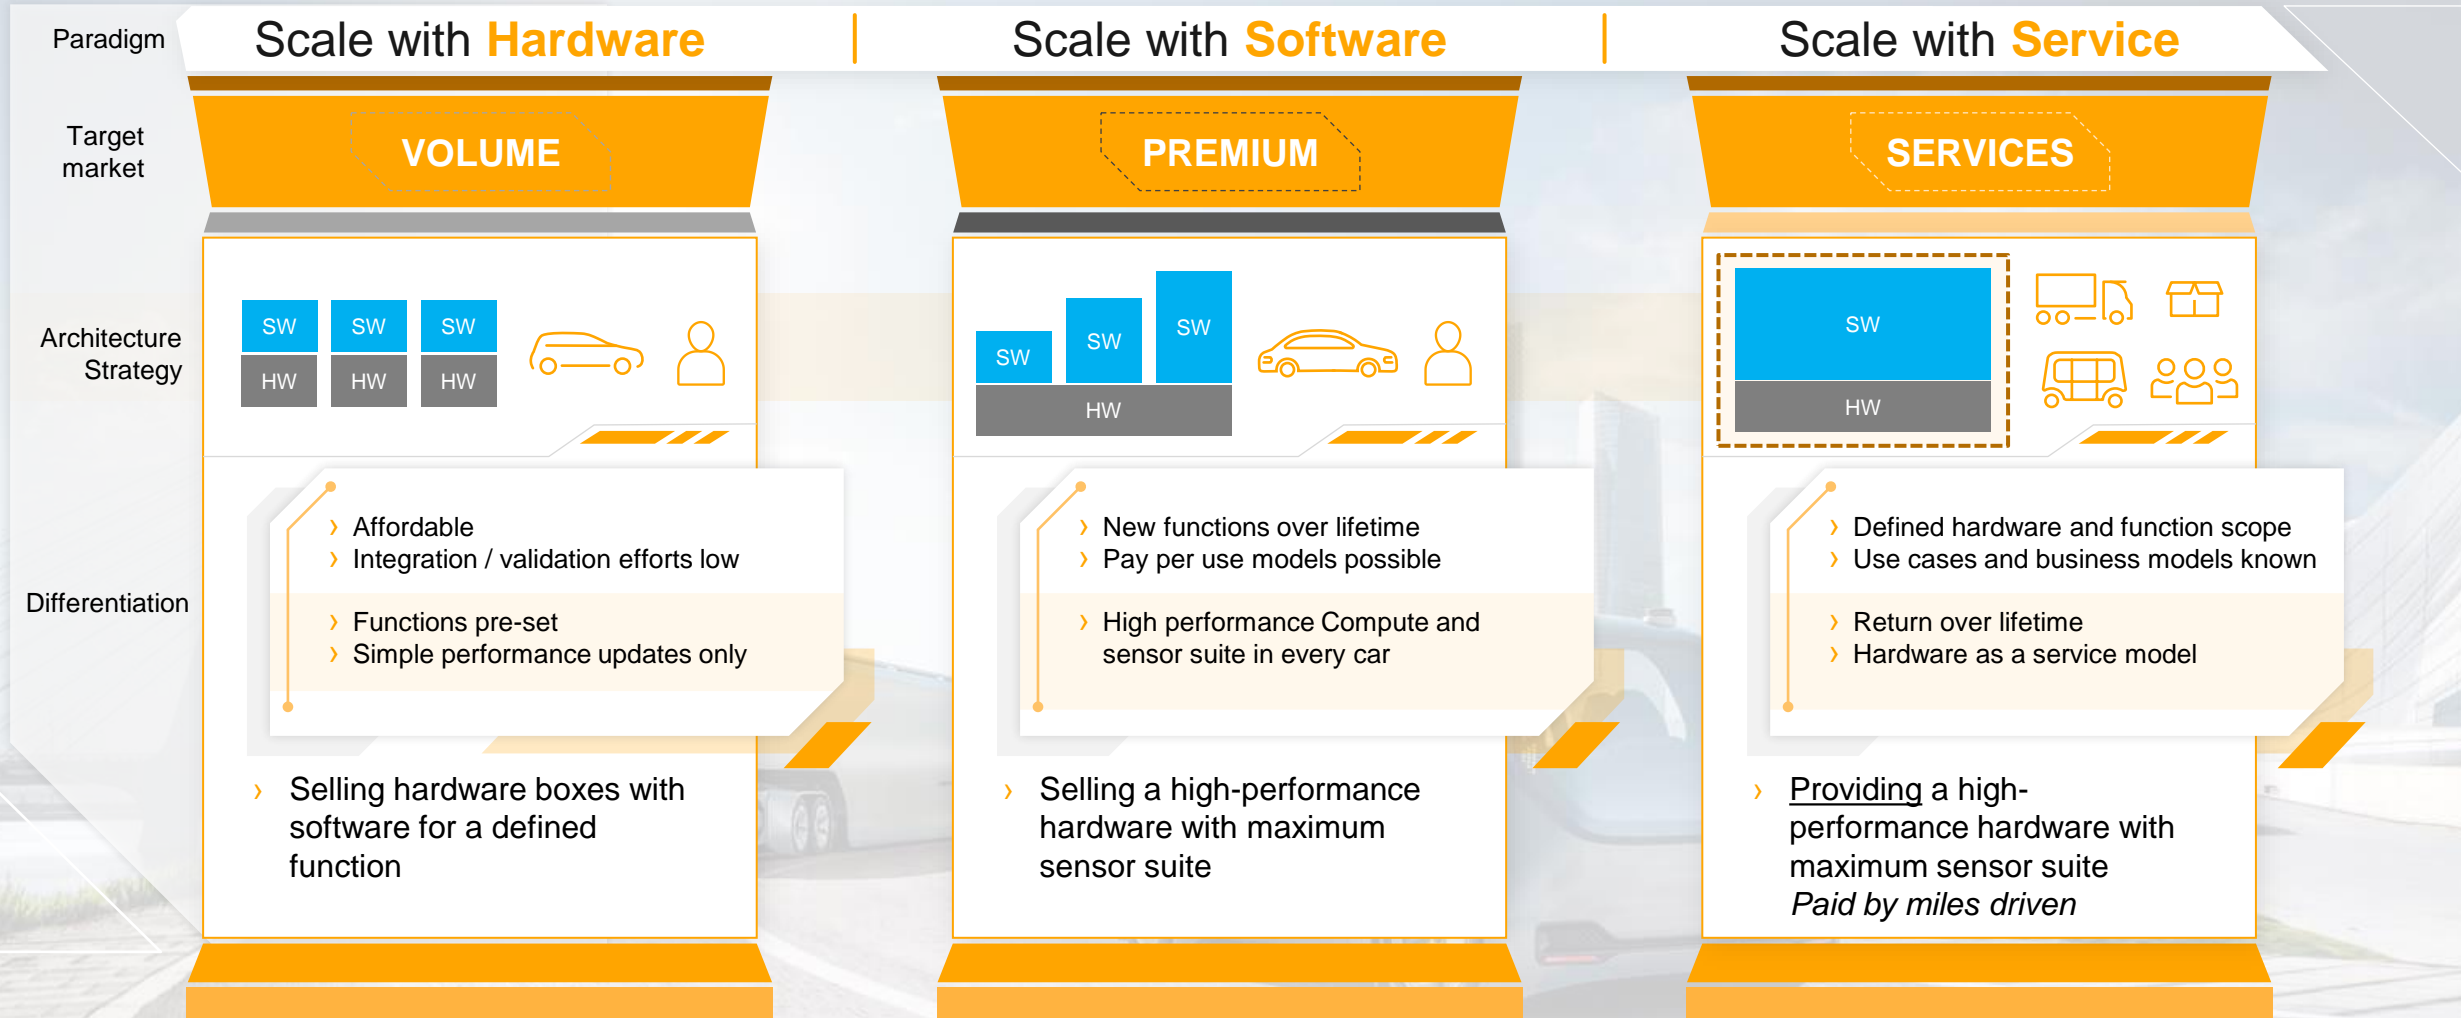 Paradigm
Scale with Hardware
Scale with Software
Scale with Service
Target
market
VOLUME
PREMIUM
SERVICES
Architecture
Strategy
SW
SW
SW
HW
HW
HW
SW
SW
SW
HW
SW
HW
Differentiation
› Affordable
› Integration / validation efforts low
› Functions pre-set
› Simple performance updates only
› New functions over lifetime
› Pay per use models possible
› High performance Compute and
sensor suite in every car
› Defined hardware and function scope
› Use cases and business models known
› Return over lifetime
› Hardware as a service model
› Selling hardware boxes with
software for a defined
function
› Selling a high-performance
hardware with maximum
sensor suite
› Providing a high-
performance hardware with
maximum sensor suite
Paid by miles driven